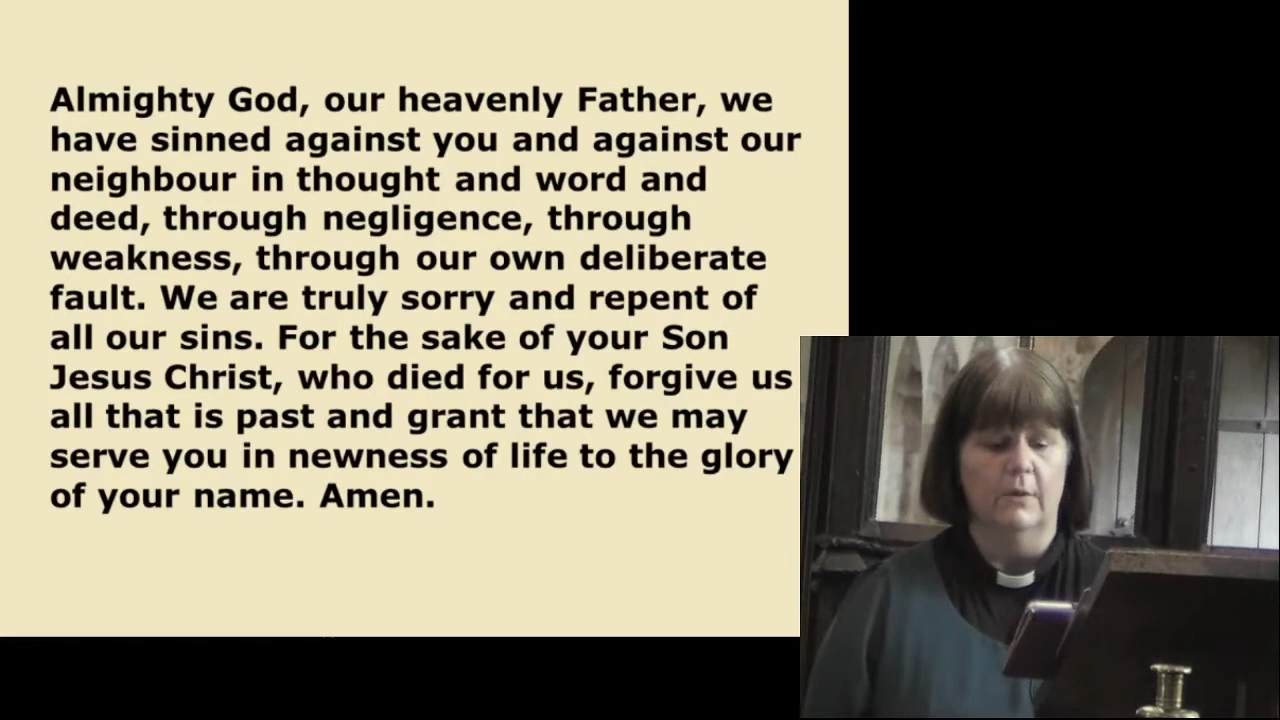 Almighty God, our heavenly Father, we
have sinned against you and against our
neighbour in thought and word and
deed, through negligence, through
weakness, through our own deliberate
fault. We are truly sorry and repent of
all our sins. For the sake of your Son
Jesus Christ, who died for us, forgive us
all that is past and grant that we may
serve you in newness of life to the glory
of your name. Amen.